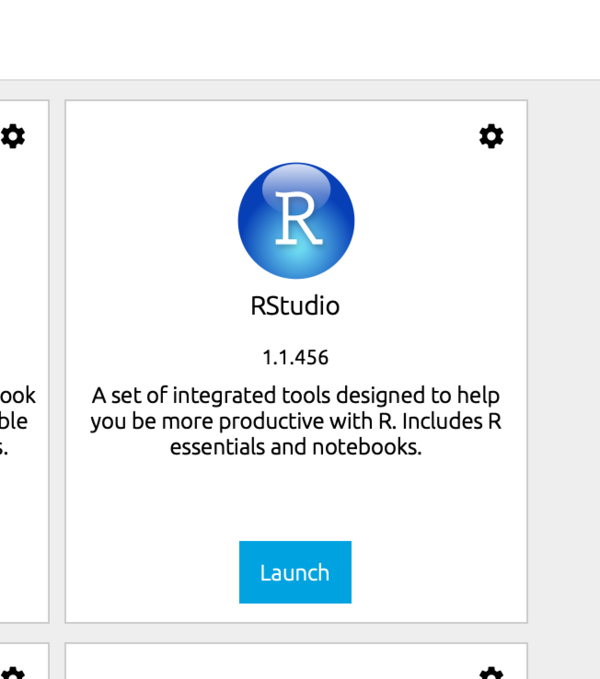 R
RStudio
1.1.456
ook
A set of integrated tools designed to help
ble
you be more productive with R. Includes R
s.
essentials and notebooks.
Launch